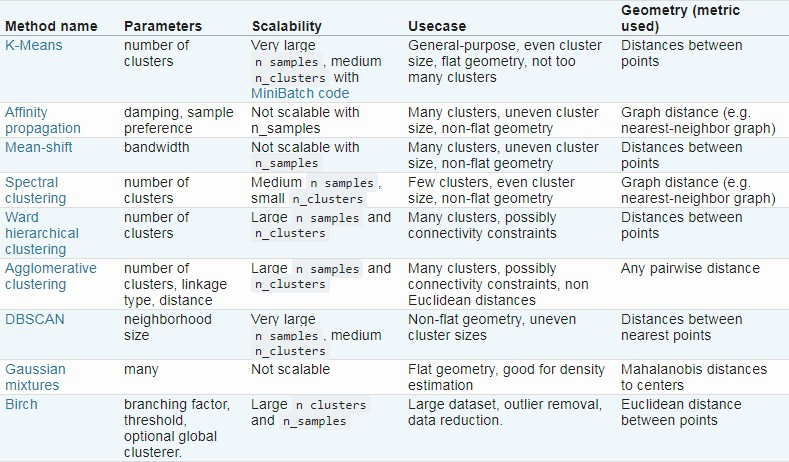 Method name Parameters Scalability Usecase Geometry (metric used)
K-Means number of clusters Very large n_samples, medium n_clusters with MiniBatch code General-purpose, even cluster size, flat geometry, not too many clusters Distances between points
Affinity propagation damping, sample preference Not scalable with n_samples Many clusters, uneven cluster size, non-flat geometry Graph distance (e.g. nearest-neighbor graph)
Mean-shift bandwidth Not scalable with n_samples Many clusters, uneven cluster size, non-flat geometry Distances between points
Spectral clustering number of clusters Medium n_samples, small n_clusters Few clusters, even cluster size, non-flat geometry Graph distance (e.g. nearest-neighbor graph)
Ward hierarchical clustering number of clusters Large n_samples and n_clusters Many clusters, possibly connectivity constraints Distances between points
Agglomerative clustering number of clusters, linkage type, distance Large n_samples and n_clusters Many clusters, possibly connectivity constraints, non Euclidean distances Any pairwise distance
DBSCAN neighborhood size Very large n_samples, medium n_clusters Non-flat geometry, uneven cluster sizes Distances between nearest points
Gaussian mixtures many Not scalable Flat geometry, good for density estimation Mahalanobis distances to centers
Birch branching factor, threshold, optional global clusterer. Large n_clusters and n_samples Large dataset, outlier removal, data reduction. Euclidean distance between points